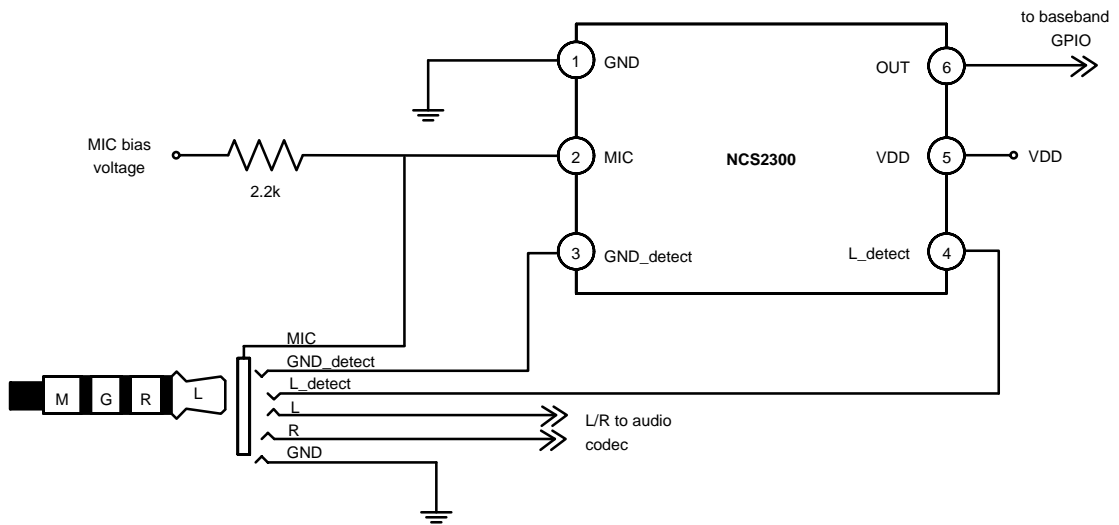 to baseband
GPIO
1
GND
OUT
6
MIC bias
voltage
2.2k
2
MIC
NCS2300
VDD
5
VDD
3
GND_detect
L_detect
4
MIC
GND_detect
L_detect
M
G
R
L
L
R
GND
L/R to audio
codec